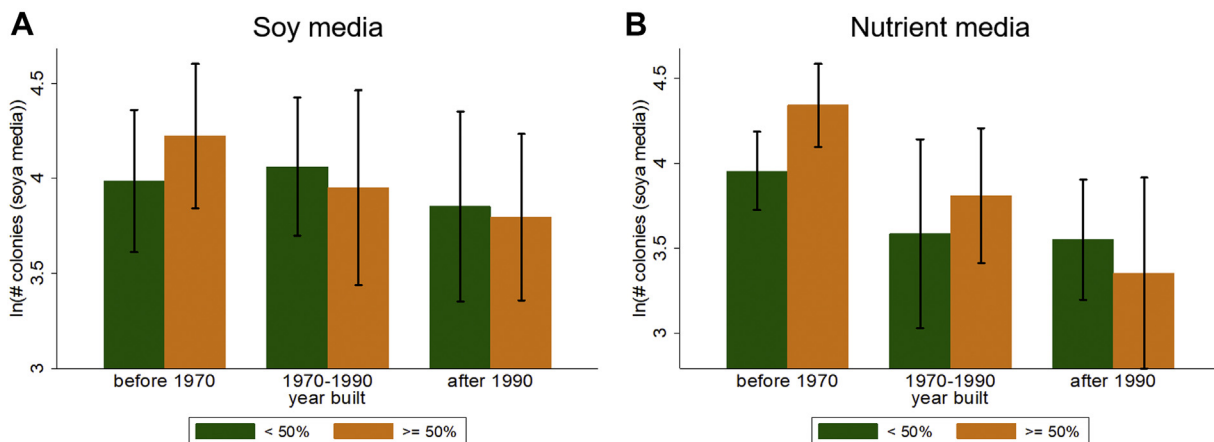 A
Soy media
ln(# colonies (soya media))
4.5
4
3.5
3
before 1970
1970-1990
after 1990
year built
< 50%
>= 50%
B
Nutrient media
ln(# colonies (soya media))
4.5
4
3.5
3
before 1970
1970-1990
after 1990
year built
< 50%
>= 50%